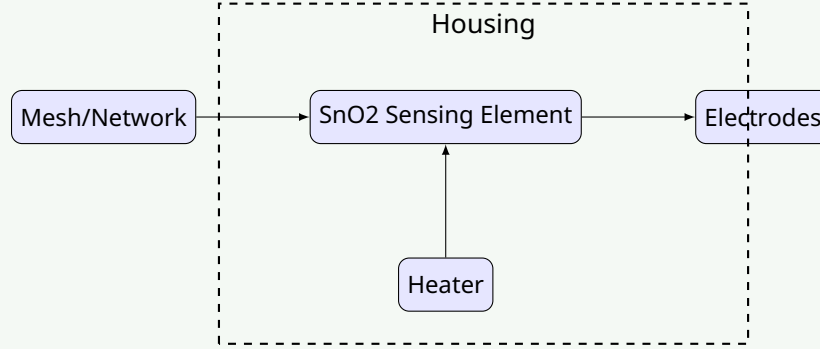 Housing
Mesh/Network
SnO2 Sensing Element
Electrodes
Heater